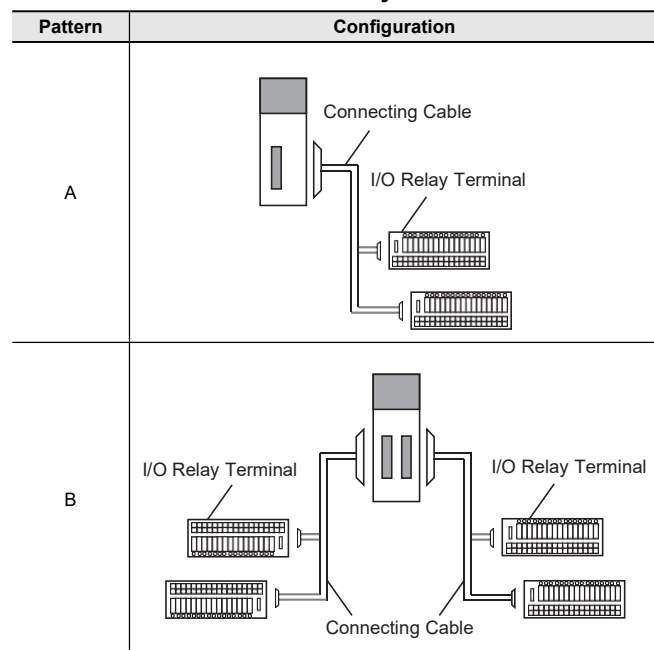 Pattern
Configuration
A
Connecting Cable
I/O Relay Terminal
B
I/O Relay Terminal
I/O Relay Terminal
Connecting Cable